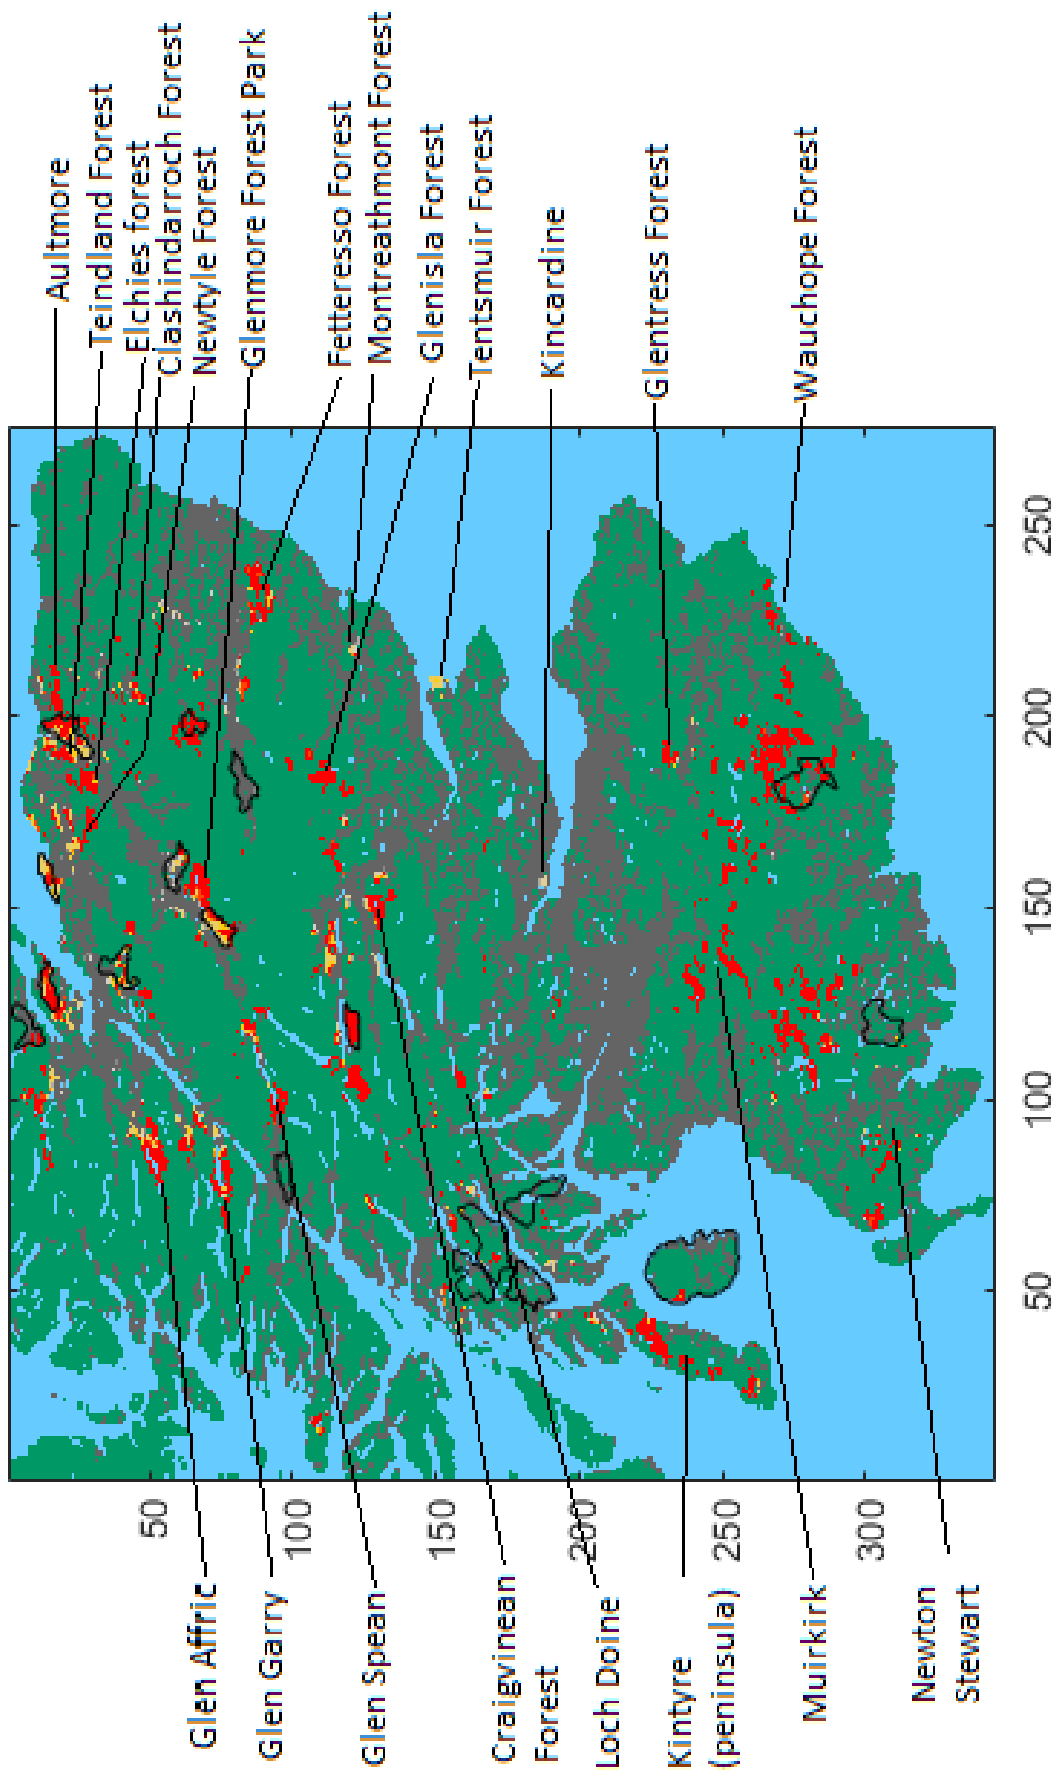 Aultmore
Teindland Forest
Elchies forest
Clashindarroch Forest
Newtyle Forest
Glenmore Forest Park
Fetteresso Forest
Montreathmont Forest
Glenisla Forest
Tentsmuir Forest
Kincardine
Glentress Forest
Wauchope Forest
50
100
150
200
250
300
50
100
150
200
250
Glen Affric
Glen Garry
Glen Spean
Craigvinean
Forest
Loch Doine
Kintyre
(peninsula)
Muirkirk
Newton
Stewart